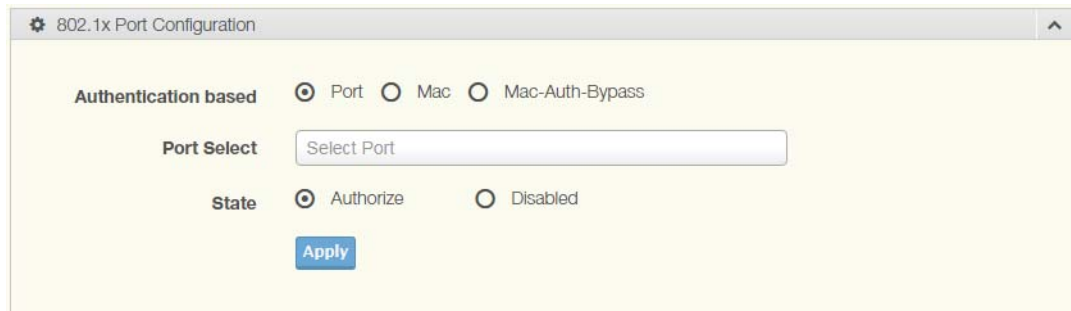 802.1x Port Configuration
Authentication based Port Mac Mac-Auth-Bypass
Port Select Select Port
State Authorize Disabled
Apply